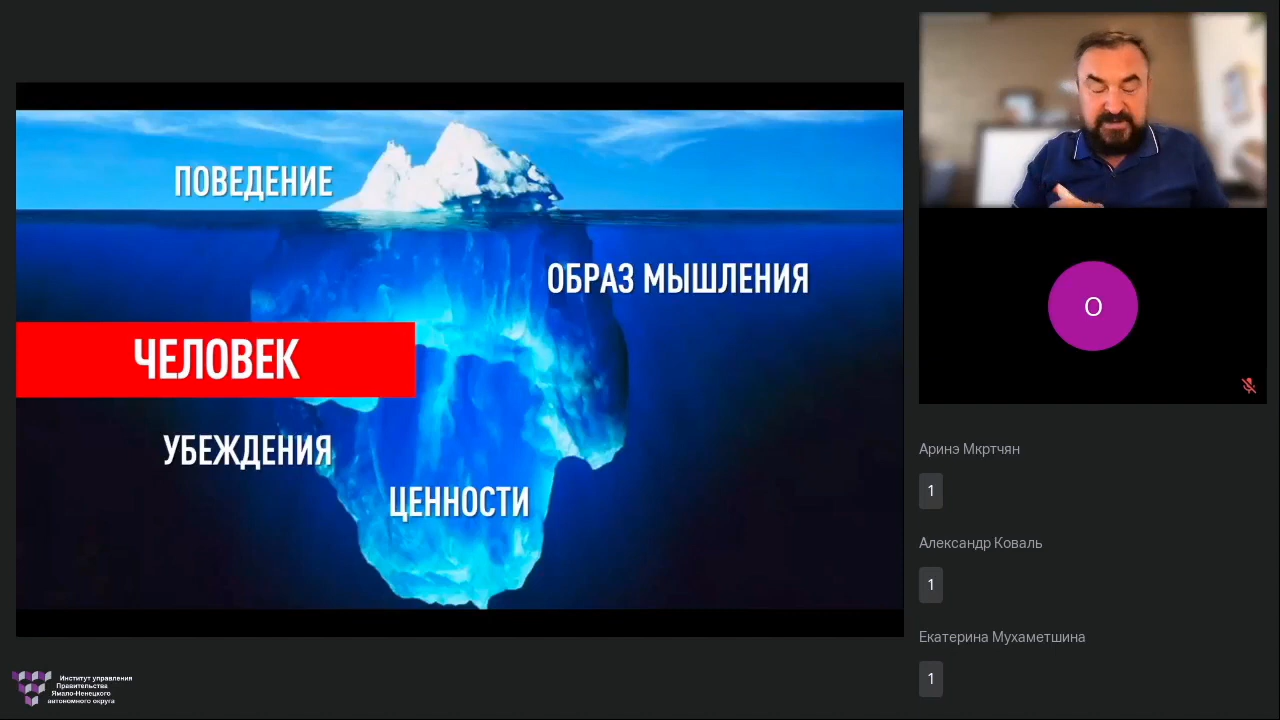 ПОВЕДЕНИЕ
ОБРАЗ МЫШЛЕНИЯ
ЧЕЛОВЕК
УБЕЖДЕНИЯ
ЦЕННОСТИ
О
Аринэ Мкртчян
1
Александр Коваль
1
Екатерина Мухаметшина
1
Институт управления
Правительства
Ямало-Ненецкого
автономного округа